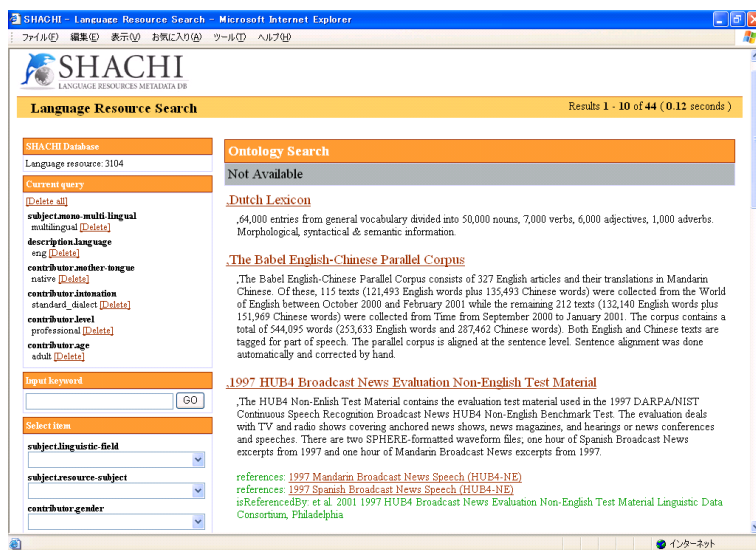 SHACHI - Language Resource Search - Microsoft Internet Explorer
ファイル(F) 編集(E) 表示(V) お気に入り(A) ツール(T) ヘルプ(H)
SHACHI
LANGUAGE RESOURCES METADATA DB
Language Resource Search
Results 1 - 10 of 44 ( 0.12 seconds )
SHACHI Database
Language resource: 3104
Current query
[Delete all]
subject.mono-multi-lingual
multilingual [Delete]
description.language
eng [Delete]
contributor.mother-tongue
native [Delete]
contributor.intonation
standard_dialect [Delete]
contributor.level
professional [Delete]
contributor.age
adult [Delete]
Input keyword
GO
Select item
subject.linguistic-field
subject.resource-subject
contributor.gender
Ontology Search
Not Available
,Dutch Lexicon
,64,000 entries from general vocabulary divided into 50,000 nouns, 7,000 verbs, 6,000 adjectives, 1,000 adverbs.
Morphological, syntactical & semantic information.
,The Babel English-Chinese Parallel Corpus
,The Babel English-Chinese Parallel Corpus consists of 327 English articles and their translations in Mandarin
Chinese. Of these, 115 texts (121,493 English words plus 135,493 Chinese words) were collected from the World
of English between October 2000 and February 2001 while the remaining 212 texts (132,140 English words plus
151,969 Chinese words) were collected from Time from September 2000 to January 2001. The corpus contains a
total of 544,095 words (253,633 English words and 287,462 Chinese words). Both English and Chinese texts are
tagged for part of speech. The parallel corpus is aligned at the sentence level. Sentence alignment was done
automatically and corrected by hand.
,1997 HUB4 Broadcast News Evaluation Non-English Test Material
,The HUB4 Non-Enlish Test Material contains the evaluation test material used in the 1997 DARPA/NIST
Continuous Speech Recognition Broadcast News HUB4 Non-English Benchmark Test. The evaluation deals
with TV and radio shows covering anchored news shows, news magazines, and hearings or news conferences
and speeches. There are two SPHERE-formatted waveform files; one hour of Spanish Broadcast News
excerpts from 1997 and one hour of Mandarin Broadcast News excerpts from 1997.
references: 1997 Mandarin Broadcast News Speech (HUB4-NE)
references: 1997 Spanish Broadcast News Speech (HUB4-NE)
isReferencedBy: et al. 2001 1997 HUB4 Broadcast News Evaluation Non-English Test Material Linguistic Data
Consortium, Philadelphia
インターネット